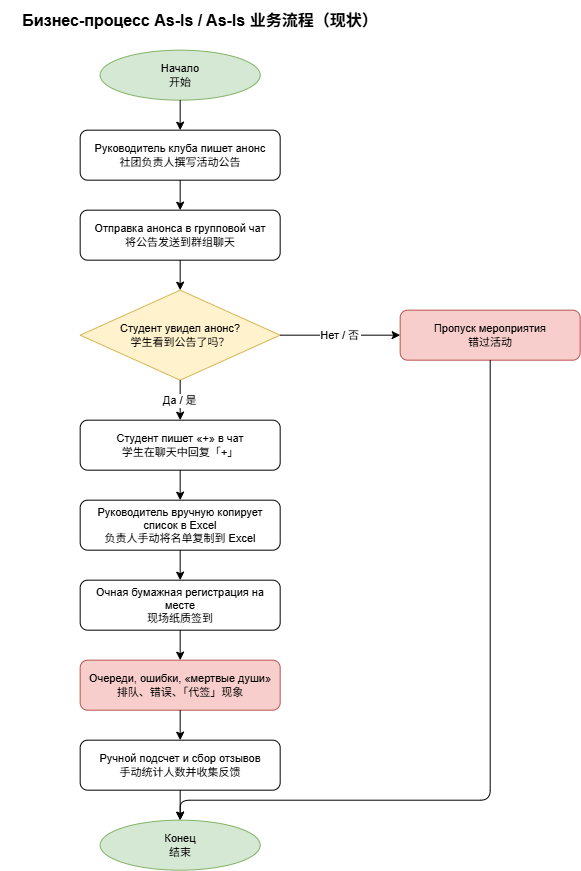 Бизнес-процесс As-Is / As-Is 业务流程（现状）
Начало
开始
Руководитель клуба пишет анонс
社团负责人撰写活动公告
Отправка анонса в групповой чат
将公告发送到群组聊天
Студент увидел анонс?
学生看到公告了吗？
Нет / 否
Пропуск мероприятия
错过活动
Да / 是
Студент пишет «+» в чат
学生在聊天中回复「+」
Руководитель вручную копирует
список в Excel
负责人手动将名单复制到 Excel
Очная бумажная регистрация на
месте
现场纸质签到
Очереди, ошибки, «мертвые души»
排队、错误、「代签」现象
Ручной подсчет и сбор отзывов
手动统计人数并收集反馈
Конец
结束